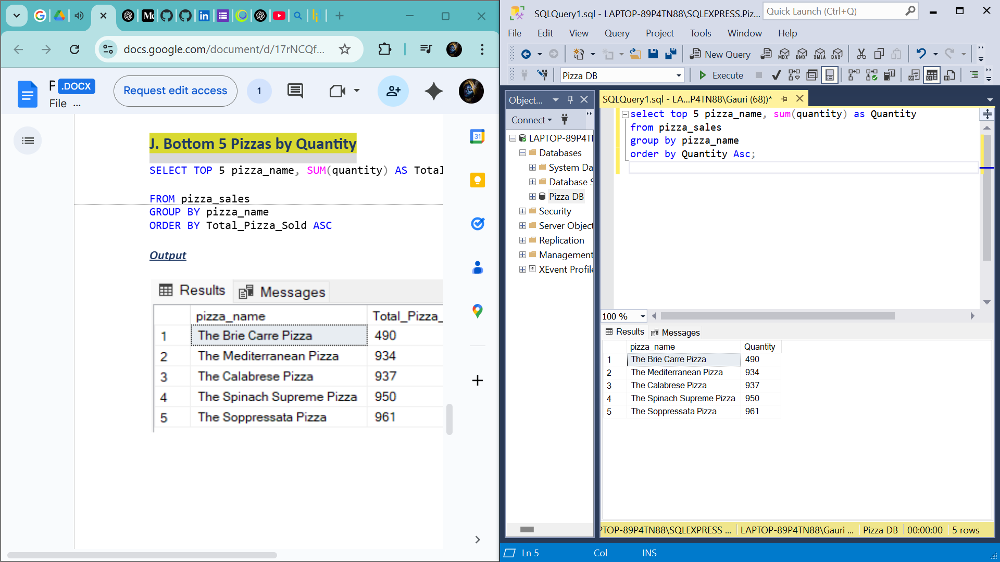 docs.google.com/document/d/17rNCQf...
.DOCX
Request edit access
1
File ...
31
J. Bottom 5 Pizzas by Quantity
SELECT TOP 5 pizza_name, SUM(quantity) AS Total
FROM pizza_sales
GROUP BY pizza_name
ORDER BY Total_Pizza_Sold ASC
Output
Results Messages
pizza_name Total_Pizza_
1 The Brie Carre Pizza 490
2 The Mediterranean Pizza 934
3 The Calabrese Pizza 937
4 The Spinach Supreme Pizza 950
5 The Soppressata Pizza 961
SQLQuery1.sql - LAPTOP-89P4TN88\SQLEXPRESS.Piz...
Quick Launch (Ctrl+Q)
File Edit View Query Project Tools Window Help
New Query MDX DMX XMLA DAX
Pizza DB Execute
Object...
Connect
LAPTOP-89P4T
Databases
System Da
Database S
Pizza DB
Security
Server Object
Replication
Management
XEvent Profile
SQLQuery1.sql - LA...P4TN88\Gauri (68))*
select top 5 pizza_name, sum(quantity) as Quantity
from pizza_sales
group by pizza_name
order by Quantity Asc;
100 %
Results Messages
pizza_name Quantity
1 The Brie Carre Pizza 490
2 The Mediterranean Pizza 934
3 The Calabrese Pizza 937
4 The Spinach Supreme Pizza 950
5 The Soppressata Pizza 961
PTOP-89P4TN88\SQLEXPRESS ... LAPTOP-89P4TN88\Gauri ... Pizza DB 00:00:00 5 rows
Ln 5 Col INS